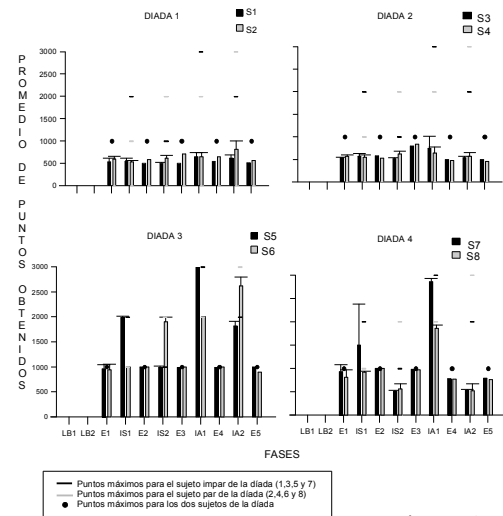 DIADA 1
S1
S2
DIADA 2
S3
S4
PROMEDIO DE PUNTOS OBTENIDOS
3000
2500
2000
1500
1000
500
0
DIADA 3
S5
S6
DIADA 4
S7
S8
3000
2500
2000
1500
1000
500
0
LB1 LB2 E1 IS1 E2 IS2 E3 IA1 E4 IA2 E5
LB1 LB2 E1 IS1 E2 IS2 E3 IA1 E4 IA2 E5
FASES
Puntos máximos para el sujeto impar de la díada (1,3,5 y 7)
Puntos máximos para el sujeto par de la díada (2,4,6 y 8)
Puntos máximos para los dos sujetos de la díada